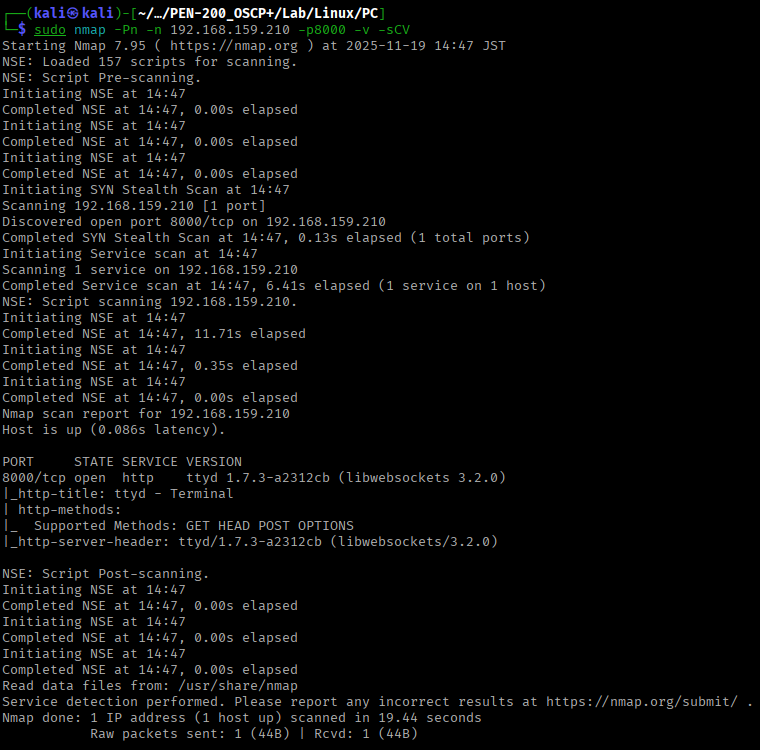 ┌──(kali㉿kali)-[~/…/PEN-200_OSCP+/Lab/Linux/PC]
└─$ sudo nmap -Pn -n 192.168.159.210 -p8000 -v -sCV
Starting Nmap 7.95 ( https://nmap.org ) at 2025-11-19 14:47 JST
NSE: Loaded 157 scripts for scanning.
NSE: Script Pre-scanning.
Initiating NSE at 14:47
Completed NSE at 14:47, 0.00s elapsed
Initiating NSE at 14:47
Completed NSE at 14:47, 0.00s elapsed
Initiating NSE at 14:47
Completed NSE at 14:47, 0.00s elapsed
Initiating SYN Stealth Scan at 14:47
Scanning 192.168.159.210 [1 port]
Discovered open port 8000/tcp on 192.168.159.210
Completed SYN Stealth Scan at 14:47, 0.13s elapsed (1 total ports)
Initiating Service scan at 14:47
Scanning 1 service on 192.168.159.210
Completed Service scan at 14:47, 6.41s elapsed (1 service on 1 host)
NSE: Script scanning 192.168.159.210.
Initiating NSE at 14:47
Completed NSE at 14:47, 11.71s elapsed
Initiating NSE at 14:47
Completed NSE at 14:47, 0.35s elapsed
Initiating NSE at 14:47
Completed NSE at 14:47, 0.00s elapsed
Nmap scan report for 192.168.159.210
Host is up (0.086s latency).

PORT     STATE SERVICE VERSION
8000/tcp open  http    ttyd 1.7.3-a2312cb (libwebsockets 3.2.0)
|_http-title: ttyd - Terminal
| http-methods:
|_  Supported Methods: GET HEAD POST OPTIONS
|_http-server-header: ttyd/1.7.3-a2312cb (libwebsockets/3.2.0)

NSE: Script Post-scanning.
Initiating NSE at 14:47
Completed NSE at 14:47, 0.00s elapsed
Initiating NSE at 14:47
Completed NSE at 14:47, 0.00s elapsed
Initiating NSE at 14:47
Completed NSE at 14:47, 0.00s elapsed
Read data files from: /usr/share/nmap
Service detection performed. Please report any incorrect results at https://nmap.org/submit/ .
Nmap done: 1 IP address (1 host up) scanned in 19.44 seconds
           Raw packets sent: 1 (44B) | Rcvd: 1 (44B)